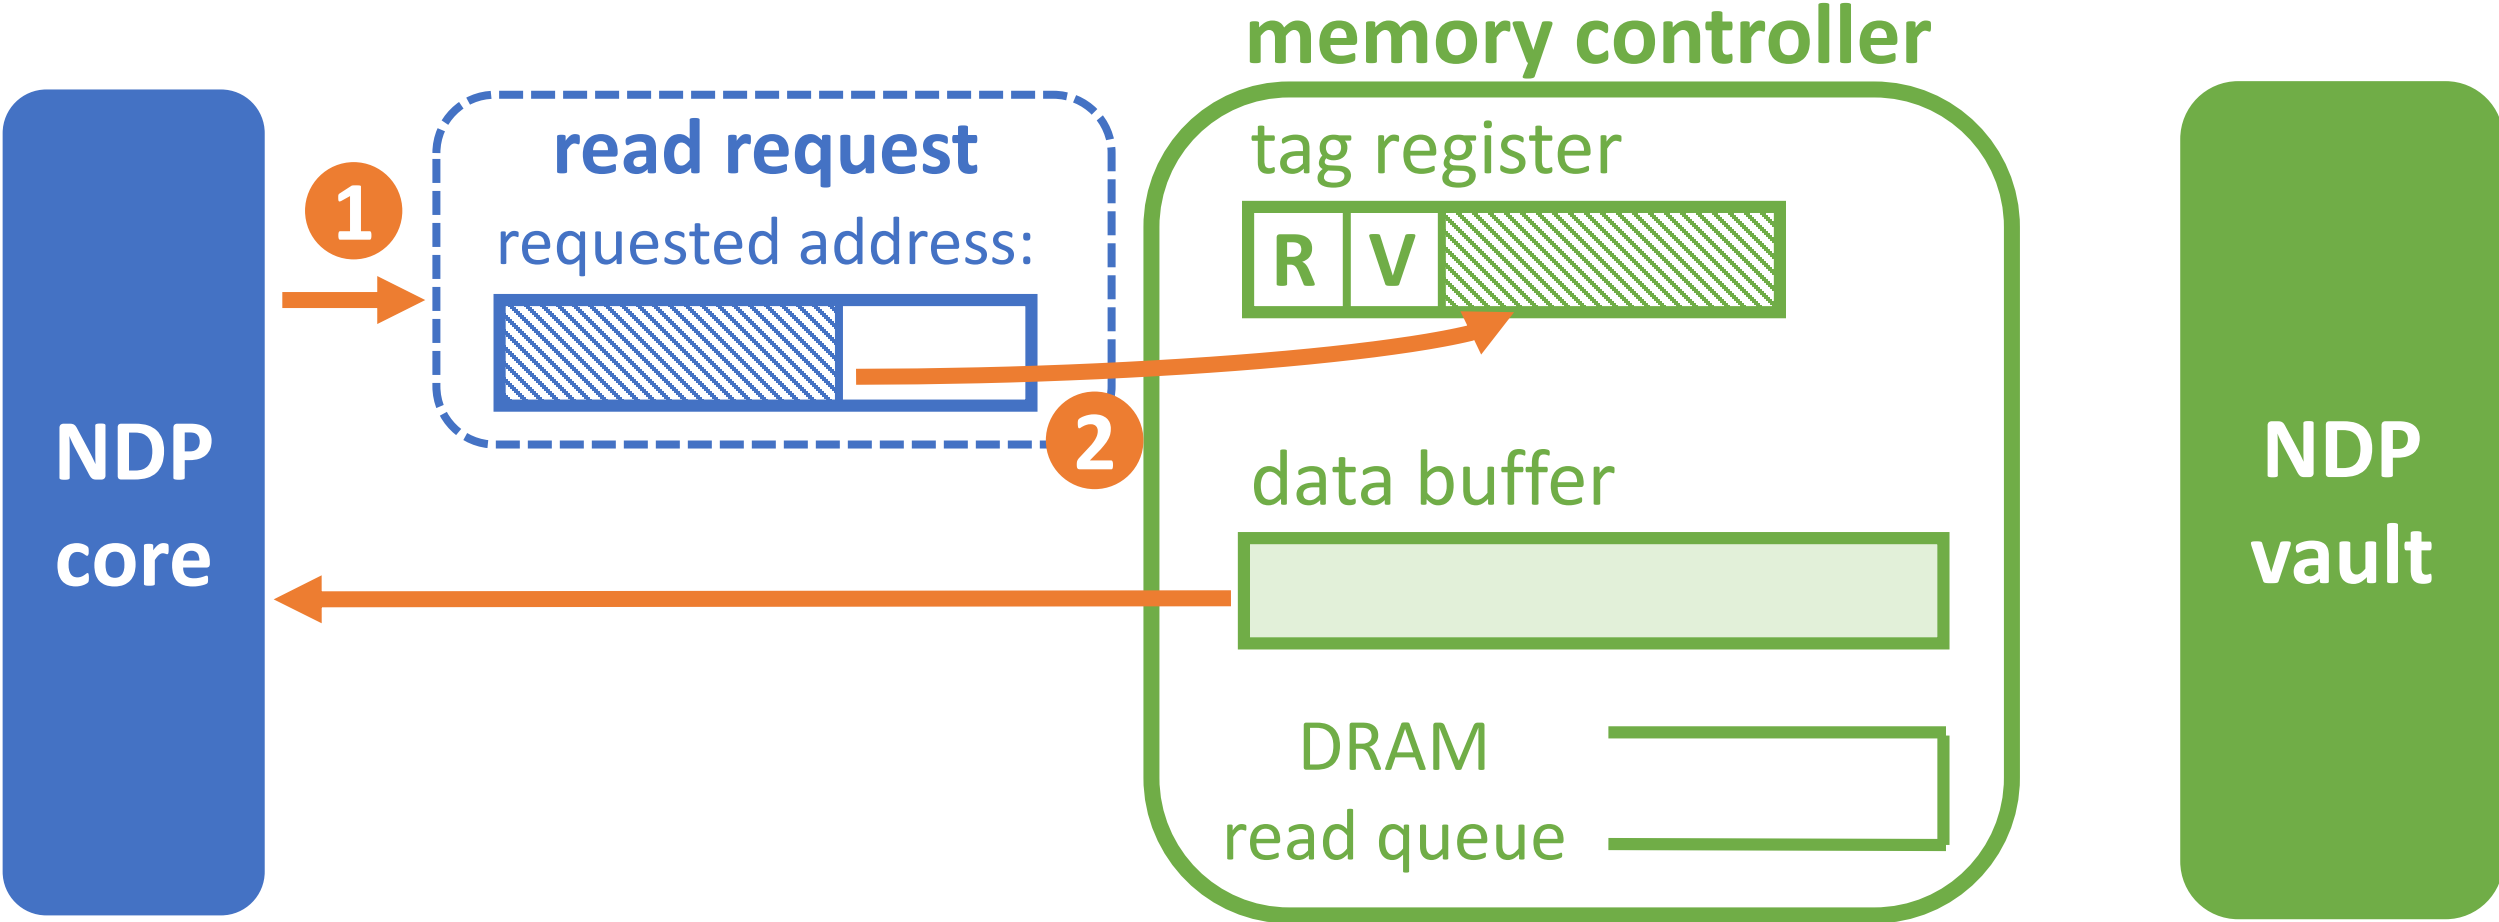 memory controller
read request
requested address:
1
2
tag register
R V
data buffer
DRAM
read queue
NDP
core
NDP
vault